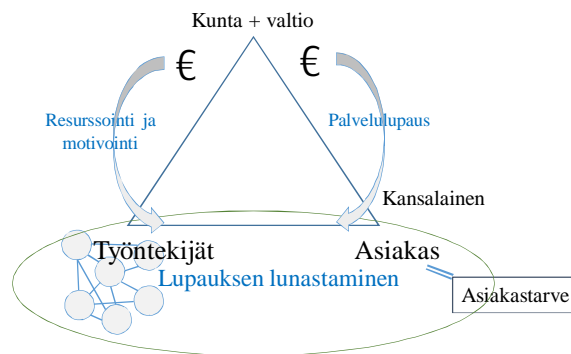 Kunta + valtio
€
€
Resurssointi ja
motivointi
Palvelulupaus
Kansalainen
Työntekijät
Asiakas
Lupauksen lunastaminen
Asiakastarve